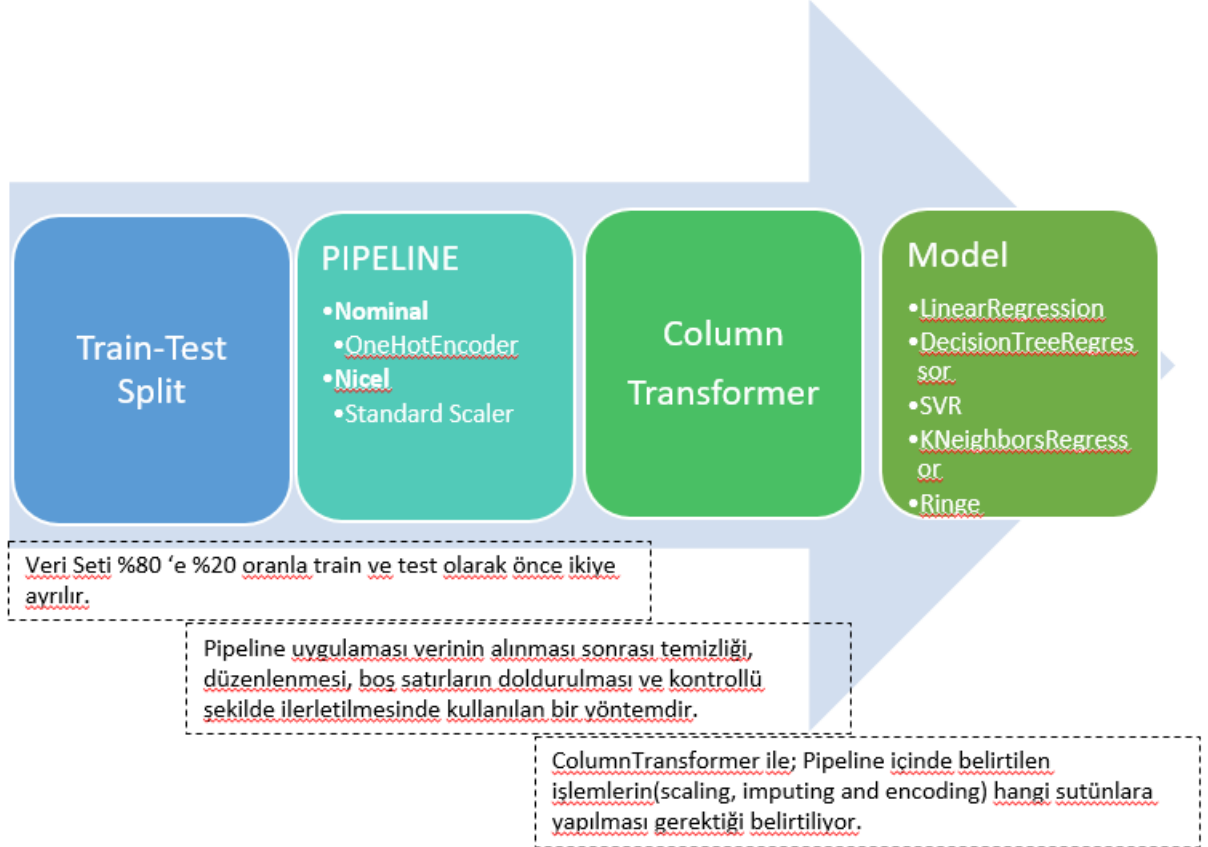 Train-Test
Split
PIPELINE
•Nominal
•OneHotEncoder
•Nicel
•Standard Scaler
Column
Transformer
Model
•LinearRegression
•DecisionTreeRegres
sor
•SVR
•KNeighborsRegress
or
•Ringe
Veri Seti %80 ‘e %20 oranla train ve test olarak önce ikiye
ayrılır.
Pipeline uygulaması verinin alınması sonrası temizliği,
düzenlenmesi, boş satırların doldurulması ve kontrollü
şekilde ilerletilmesinde kullanılan bir yöntemdir.
ColumnTransformer ile; Pipeline içinde belirtilen
işlemlerin(scaling, imputing and encoding) hangi sutünlara
yapılması gerektiği belirtiliyor.